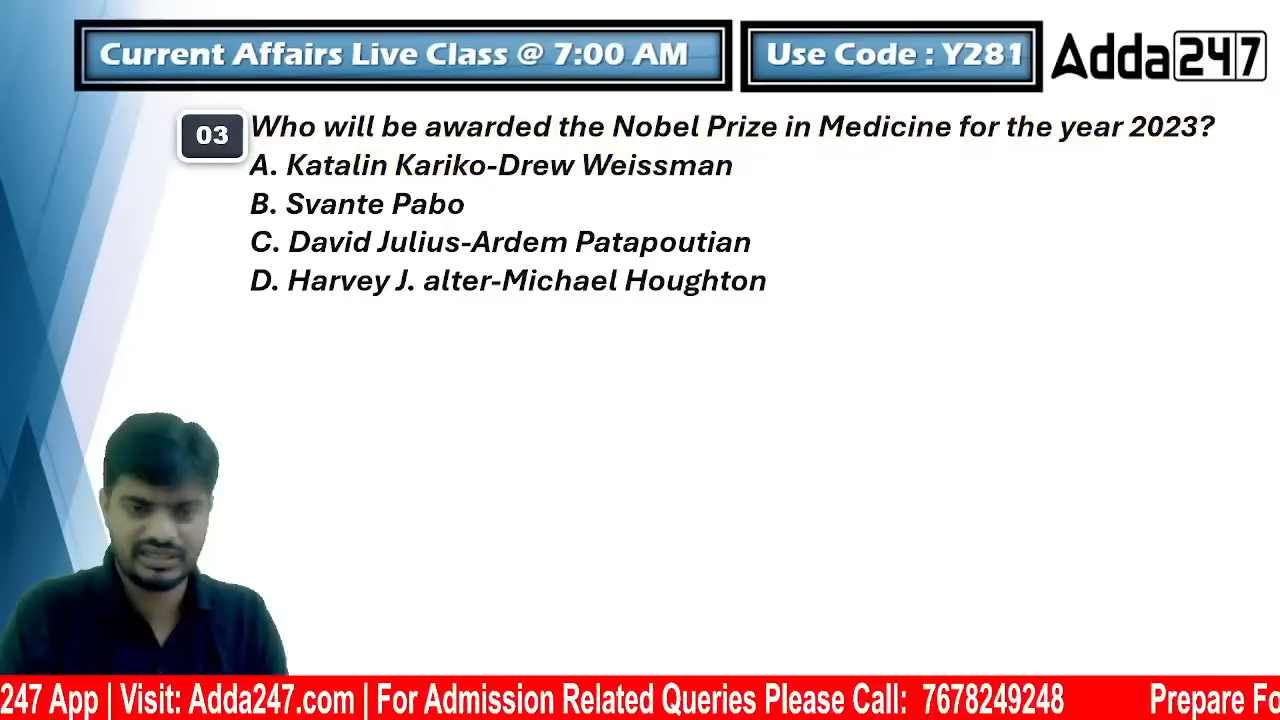 Current Affairs Live Class @ 7:00 AM
Use Code : Y281
Adda247
03
Who will be awarded the Nobel Prize in Medicine for the year 2023?
A. Katalin Kariko-Drew Weissman
B. Svante Pabo
C. David Julius-Ardem Patapoutian
D. Harvey J. alter-Michael Houghton
247 App | Visit: Adda247.com | For Admission Related Queries Please Call: 7678249248 Prepare Fo